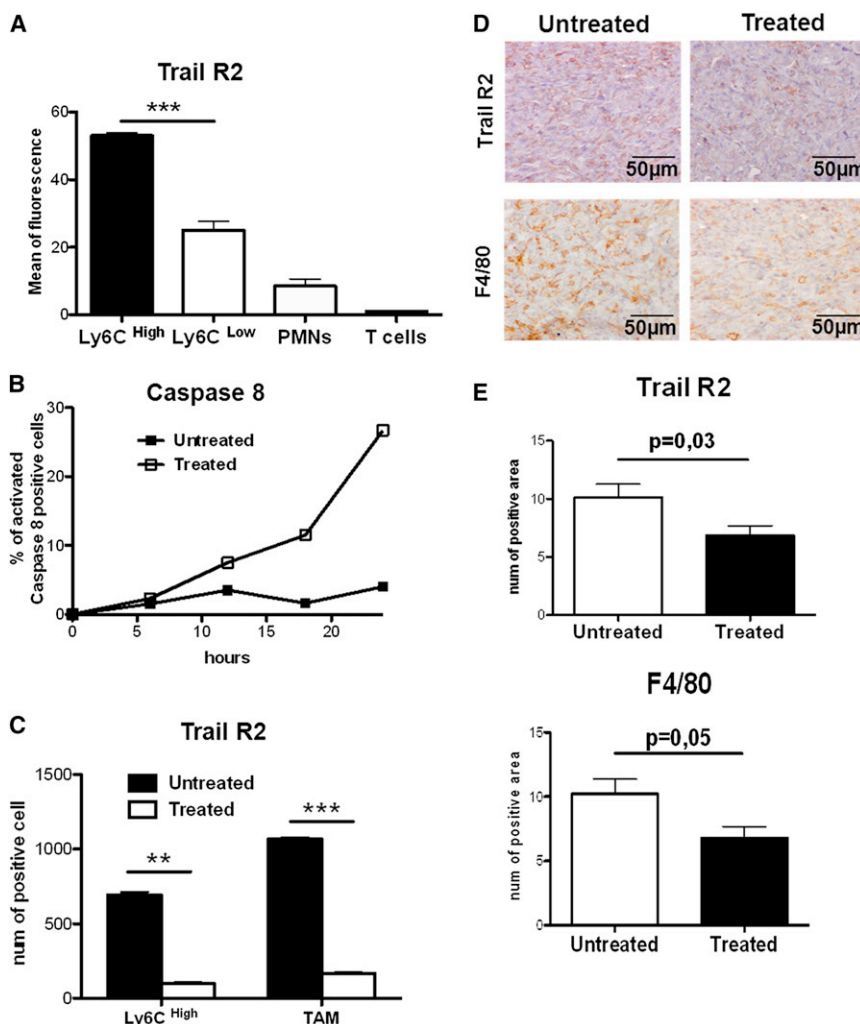 A
Trail R2
***
60
40
20
0
Mean of fluorescence
Ly6C High
Ly6C Low
PMNs
T cells
B
Caspase 8
30
20
10
0
% of activated
Caspase 8 positive cells
Untreated
Treated
0 5 10 15 20
hours
C
Trail R2
1500
1000
500
0
num of positive cell
Untreated
Treated
**
***
Ly6C High
TAM
D
Untreated
Treated
Trail R2
50µm
50µm
F4/80
50µm
50µm
E
Trail R2
p=0,03
15
10
5
0
num of positive area
Untreated
Treated
F4/80
p=0,05
15
10
5
0
num of positive area
Untreated
Treated